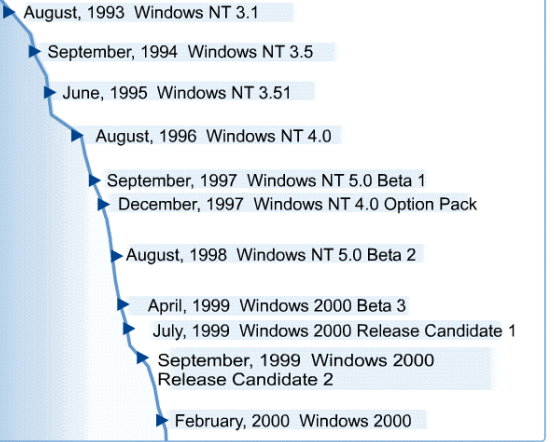 August, 1993 Windows NT 3.1
September, 1994 Windows NT 3.5
June, 1995 Windows NT 3.51
August, 1996 Windows NT 4.0
September, 1997 Windows NT 5.0 Beta 1
December, 1997 Windows NT 4.0 Option Pack
August, 1998 Windows NT 5.0 Beta 2
April, 1999 Windows 2000 Beta 3
July, 1999 Windows 2000 Release Candidate 1
September, 1999 Windows 2000
Release Candidate 2
February, 2000 Windows 2000